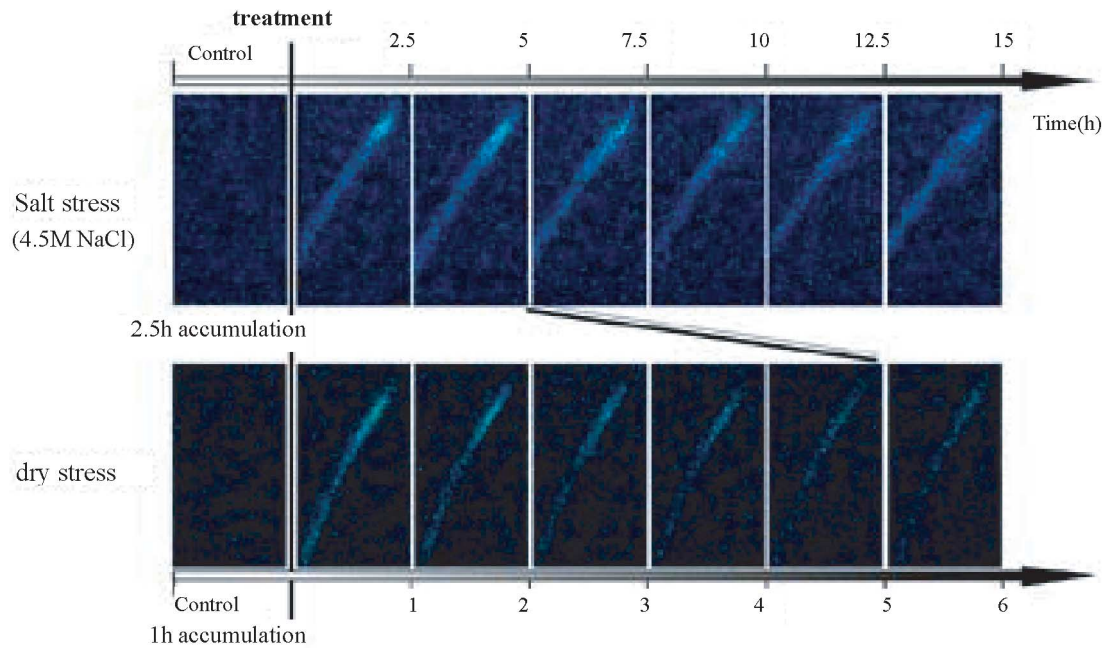 treatment
Control
2.5 5 7.5 10 12.5 15
Time(h)
Salt stress
(4.5M NaCl)
2.5h accumulation
dry stress
Control
1 2 3 4 5 6
1h accumulation